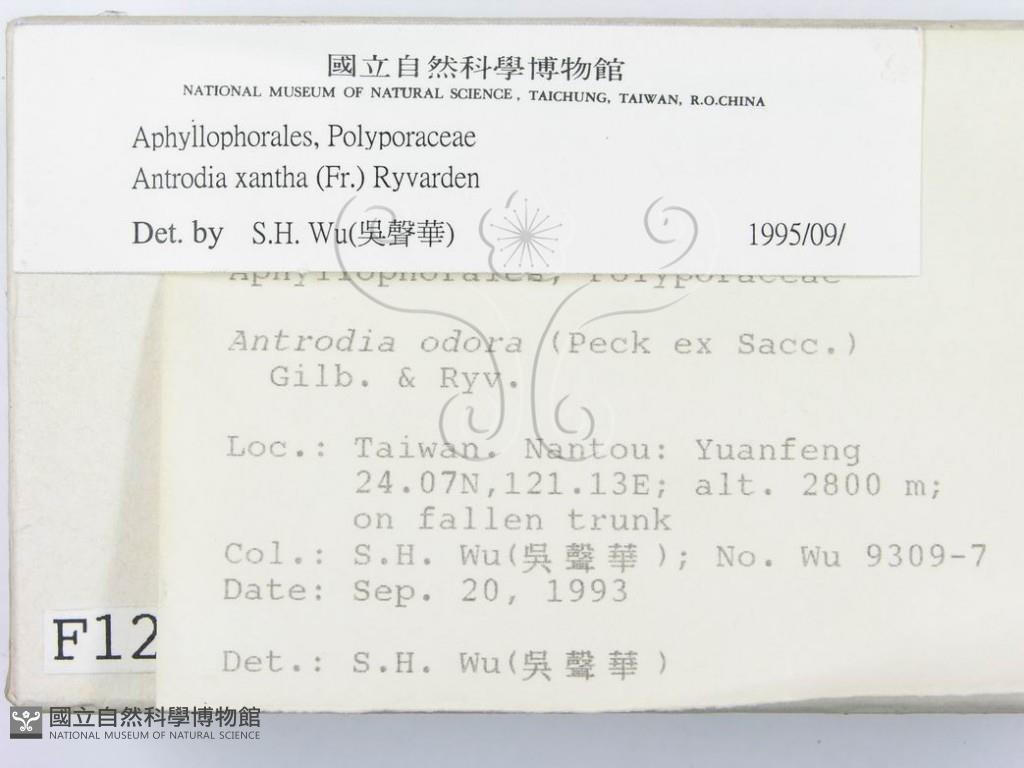 國立自然科學博物館
NATIONAL MUSEUM OF NATURAL SCIENCE, TAICHUNG, TAIWAN, R.O.CHINA
Aphyllophorales, Polyporaceae
Antrodia xantha (Fr.) Ryvarden
Det. by S.H. Wu(吳聲華) 1995/09/
Aphyllophorales, Polyporaceae
Antrodia odora (Peck ex Sacc.)
Gilb. & Ryv.
Loc.: Taiwan. Nantou: Yuanfeng
24.07N,121.13E; alt. 2800 m;
on fallen trunk
Col.: S.H. Wu(吳聲華); No. Wu 9309-7
Date: Sep. 20, 1993
F12
Det.: S.H. Wu(吳聲華)
國立自然科學博物館
NATIONAL MUSEUM OF NATURAL SCIENCE